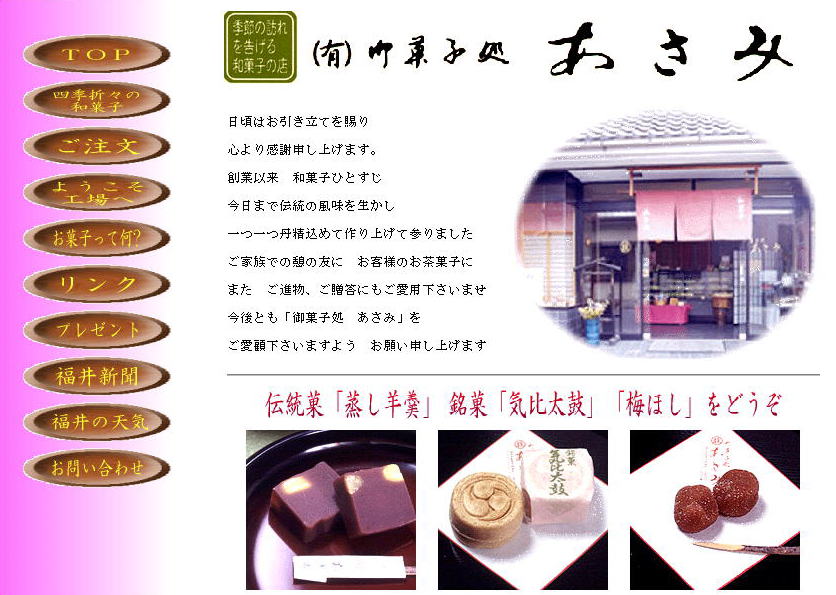 季節の訪れ
を告げる
和菓子の店
(有)御菓子処 あさみ
TOP
四季折々の
和菓子
ご注文
ようこそ
工場へ
お菓子って何?
リンク
プレゼント
福井新聞
福井の天気
お問い合わせ
日頃はお引き立てを賜り
心より感謝申し上げます。
創業以来 和菓子ひとすじ
今日まで伝統の風味を生かし
一つ一つ丹精込めて作り上げて参りました
ご家族での憩の友に お客様のお茶菓子に
また ご進物、ご贈答にもご愛用下さいませ
今後とも「御菓子処 あさみ」を
ご愛顧下さいますよう お願い申し上げます
伝統菓「蒸し羊羹」 銘菓「気比太鼓」「梅ほし」をどうぞ
銘菓
気比太鼓